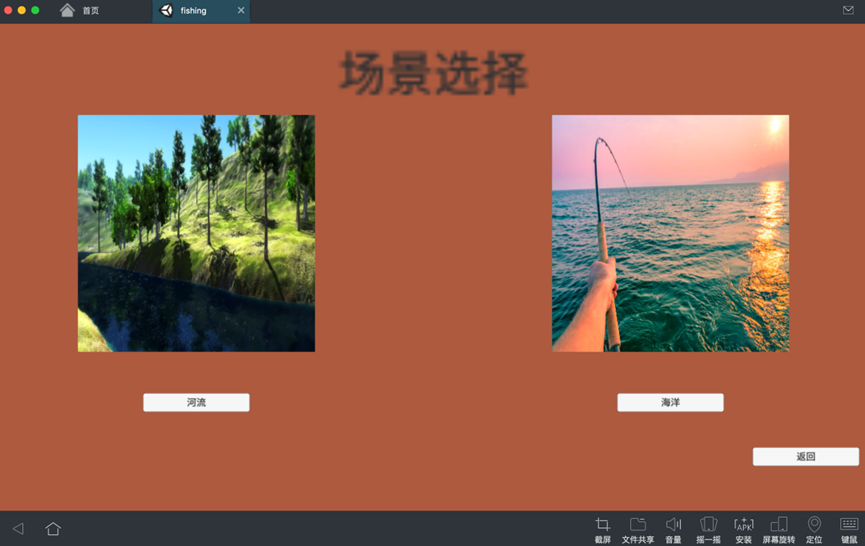 首页
fishing
场景选择
河流
海洋
返回
截屏
文件共享
音量
摇一摇
APK
安装
屏幕旋转
定位
键鼠